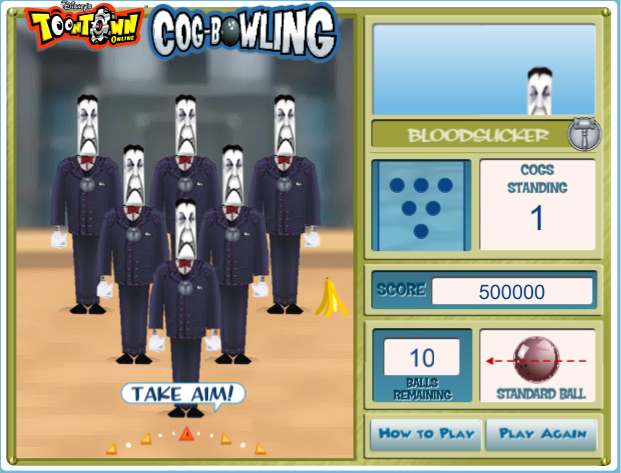 Disney's
TOONTOWN
ONLINE
COG-BOWLING
BLOODSUCKER
COGS
STANDING
1
SCORE 500000
10
BALLS
REMAINING
STANDARD BALL
TAKE AIM!
HOW TO PLAY PLAY AGAIN